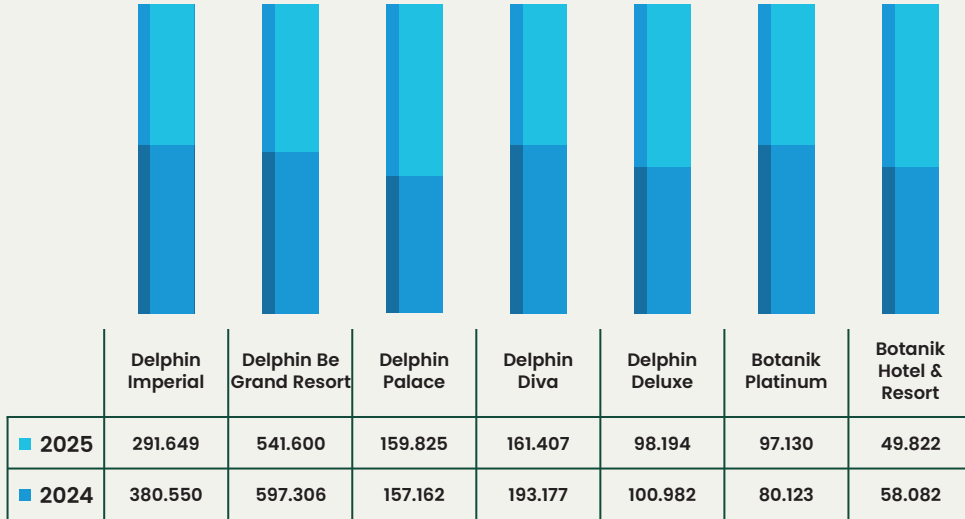 Delphin
Imperial
Delphin Be
Grand Resort
Delphin
Palace
Delphin
Diva
Delphin
Deluxe
Botanik
Platinum
Botanik
Hotel &
Resort
2025 291.649 541.600 159.825 161.407 98.194 97.130 49.822
2024 380.550 597.306 157.162 193.177 100.982 80.123 58.082